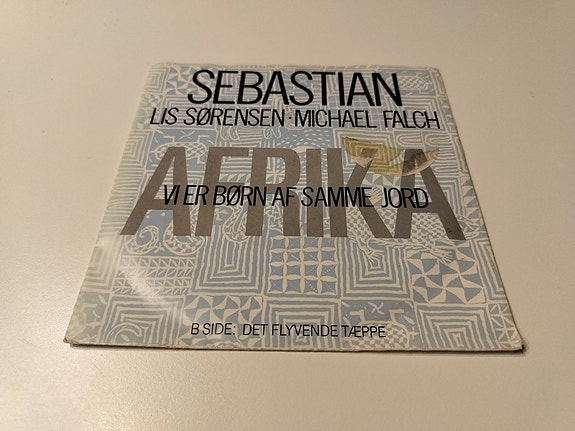 SEBASTIAN
LIS SØRENSEN · MICHAEL FALCH
AFRIKA
VI ER BØRN AF SAMME JORD
B SIDE: DET FLYVENDE TÆPPE